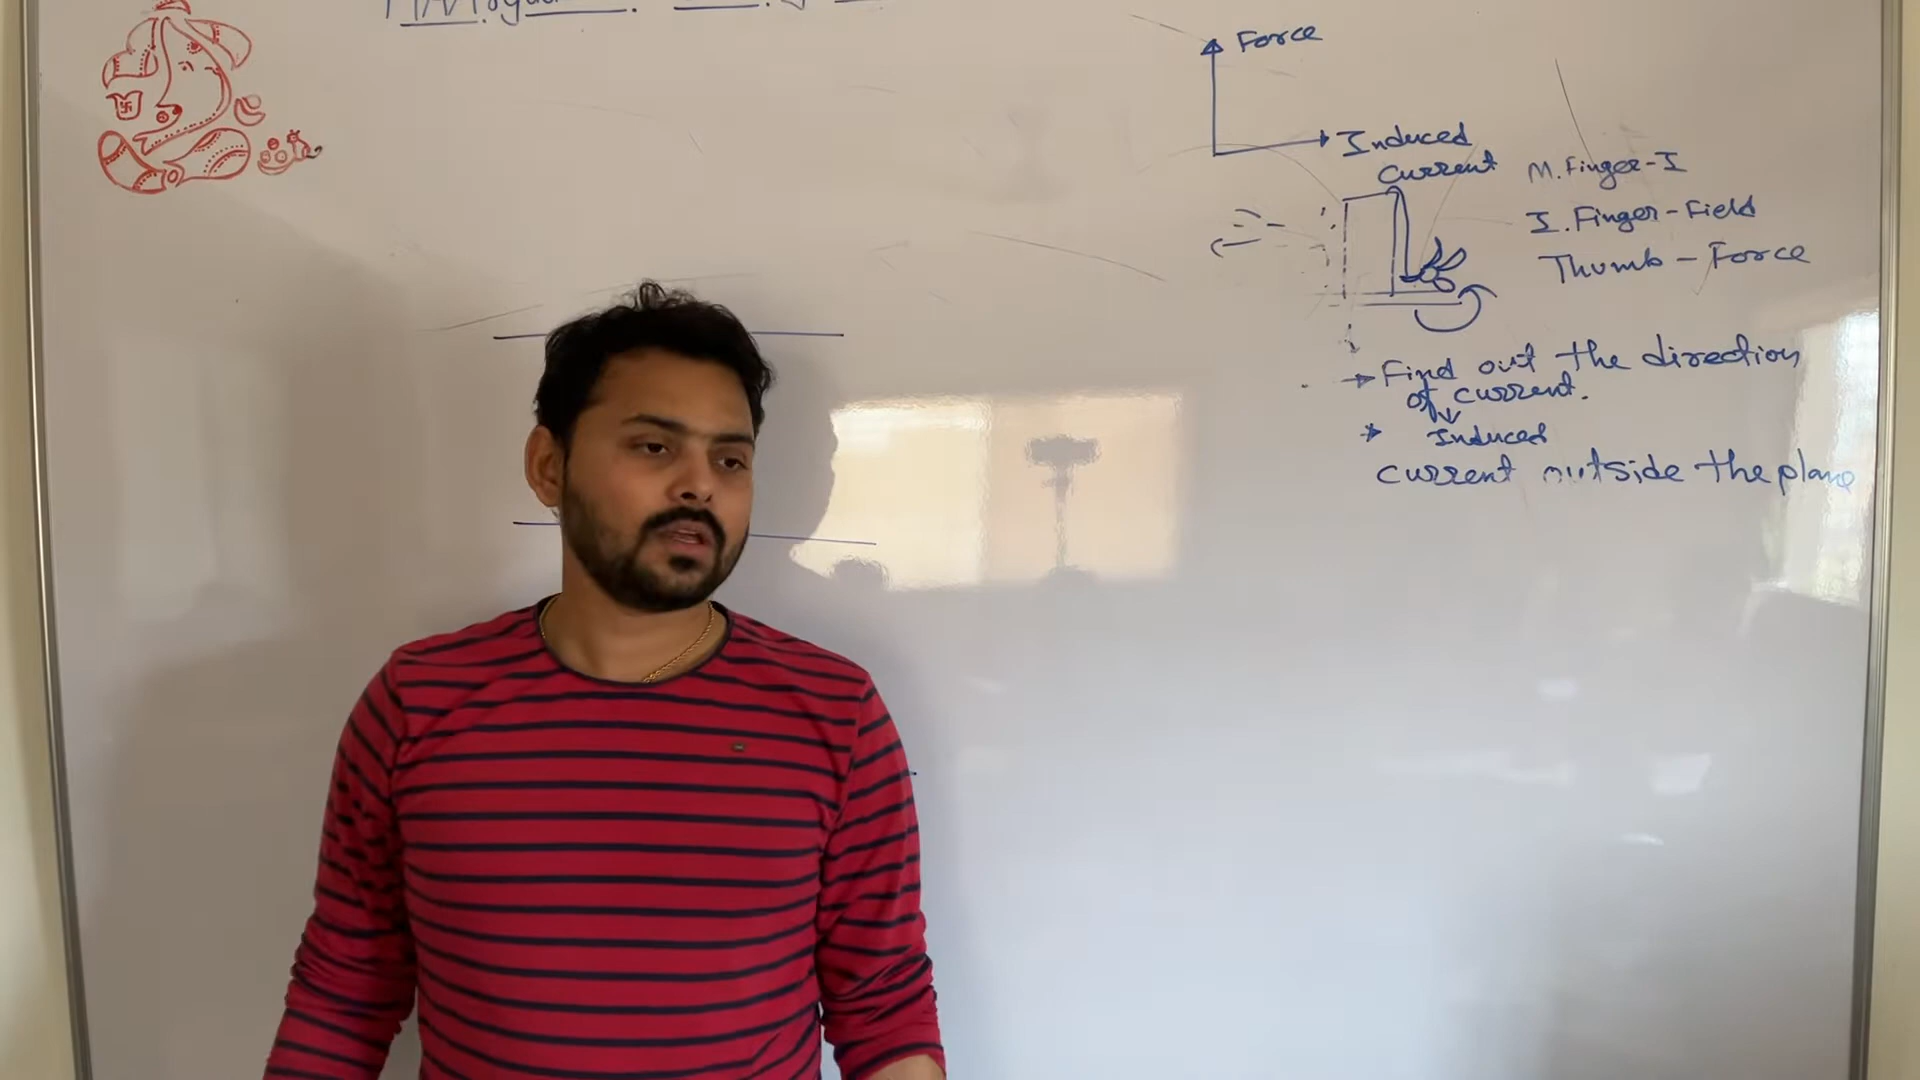 Force
Induced
Current
M. Finger-I
I. Finger-Field
Thumb-Force
Find out the direction
of current.
Induced
current outside the plane